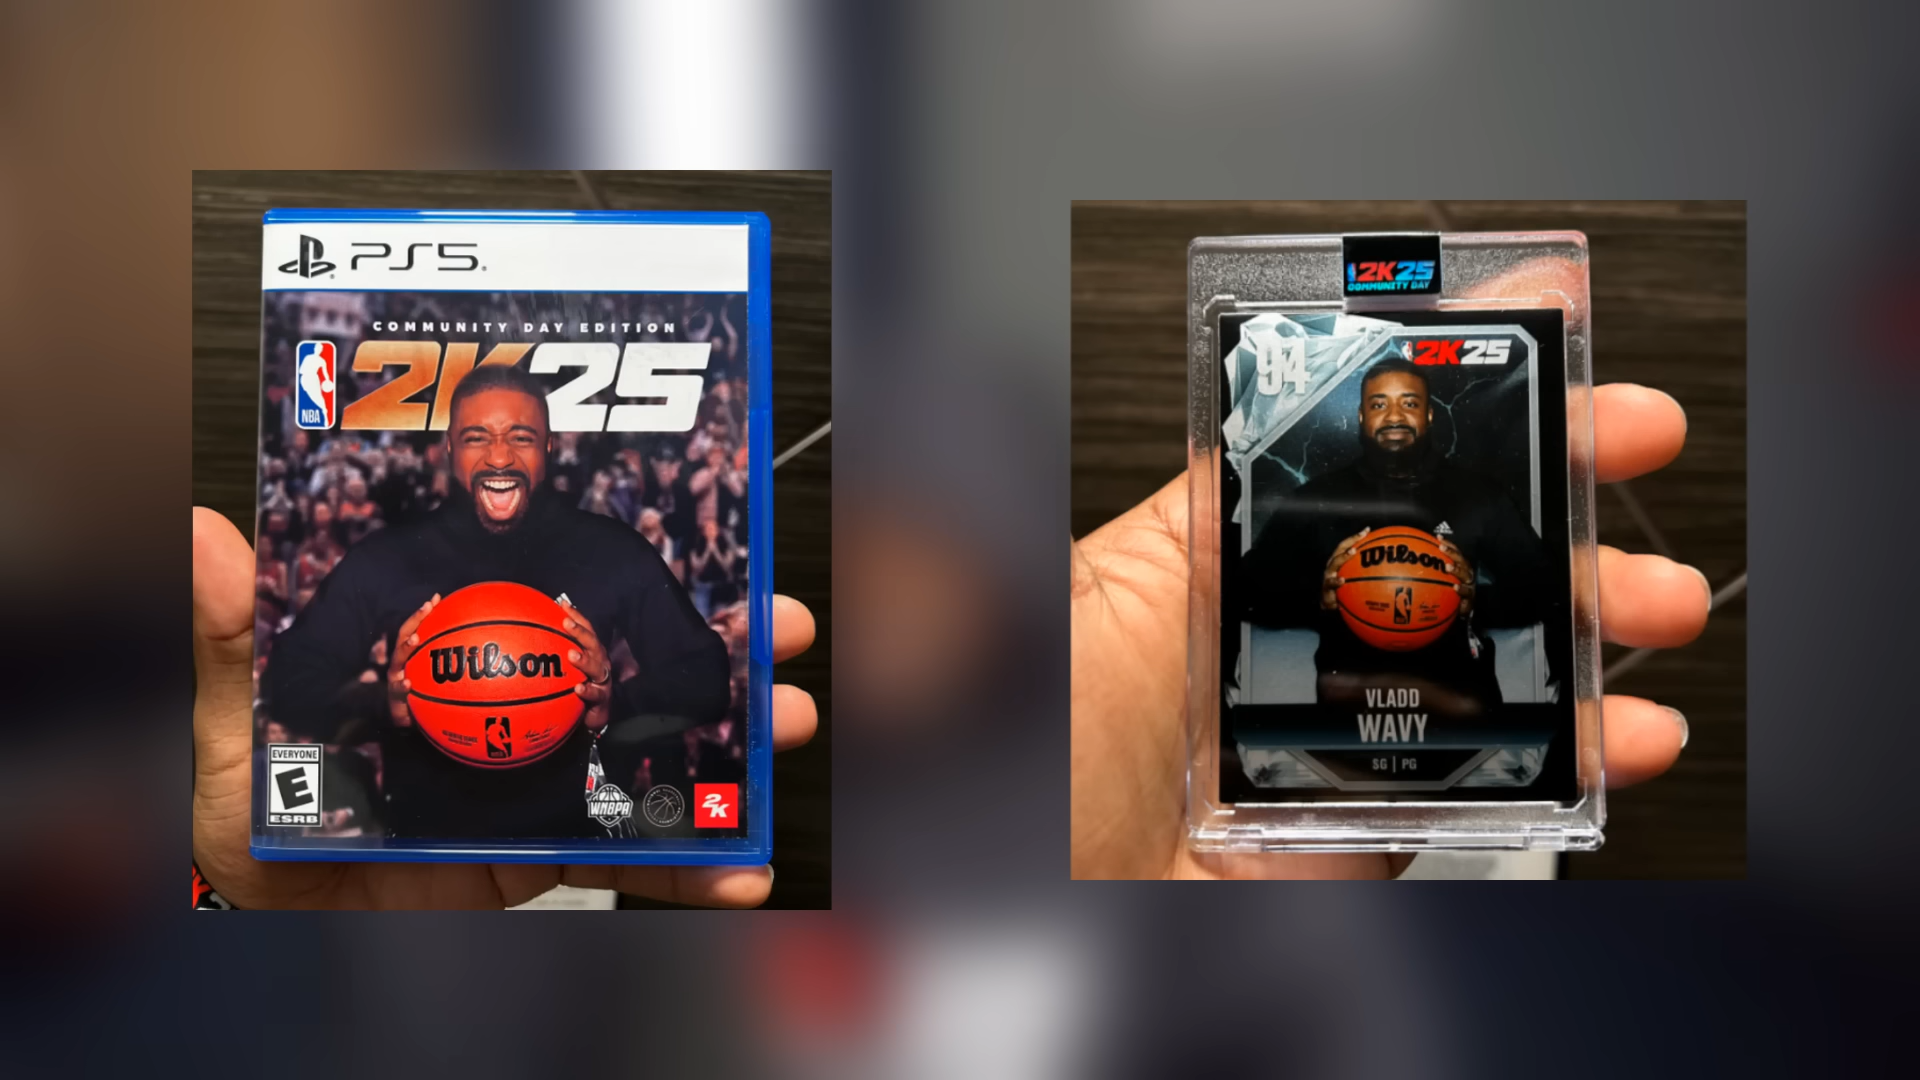 PS5
COMMUNITY DAY EDITION
NBA
2K25
Wilson
EVERYONE
E
ESRB
WNBPA
2K
2K25
COMMUNITY DAY
94
2K25
Wilson
VLADD
WAVY
SG | PG